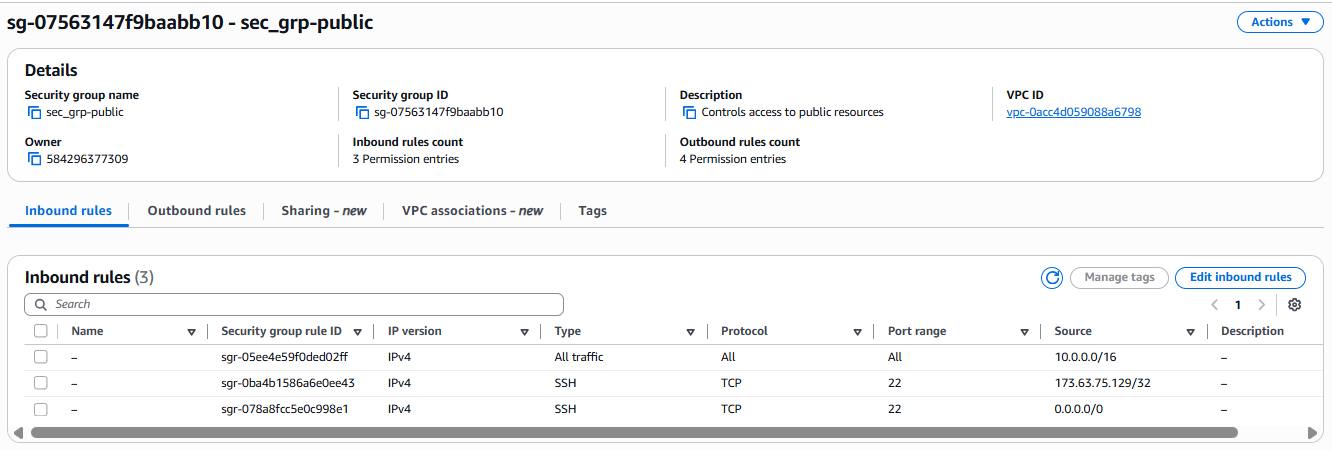 sg-07563147f9baabb10 - sec_grp-public
Actions
Details
Security group name Security group ID Description VPC ID
sec_grp-public sg-07563147f9baabb10 Controls access to public resources vpc-0acc4d059088a6798
Owner Inbound rules count Outbound rules count
584296377309 3 Permission entries 4 Permission entries
Inbound rules Outbound rules Sharing - new VPC associations - new Tags
Inbound rules (3) Manage tags Edit inbound rules
Search
1
Name Security group rule ID IP version Type Protocol Port range Source Description
– sgr-05ee4e59f0ded02ff IPv4 All traffic All All 10.0.0.0/16 –
– sgr-0ba4b1586a6e0ee43 IPv4 SSH TCP 22 173.63.75.129/32 –
– sgr-078a8fcc5e0c998e1 IPv4 SSH TCP 22 0.0.0.0/0 –